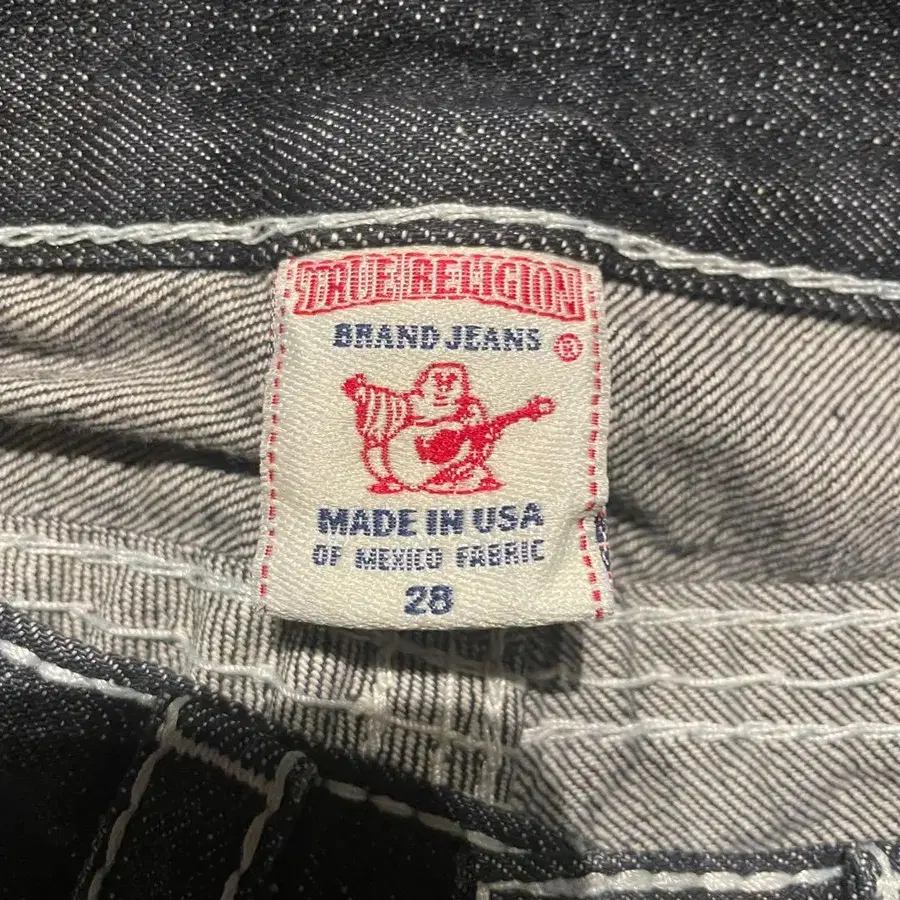 TRUE RELIGION
BRAND JEANS ®
MADE IN USA
OF MEXICO FABRIC
28